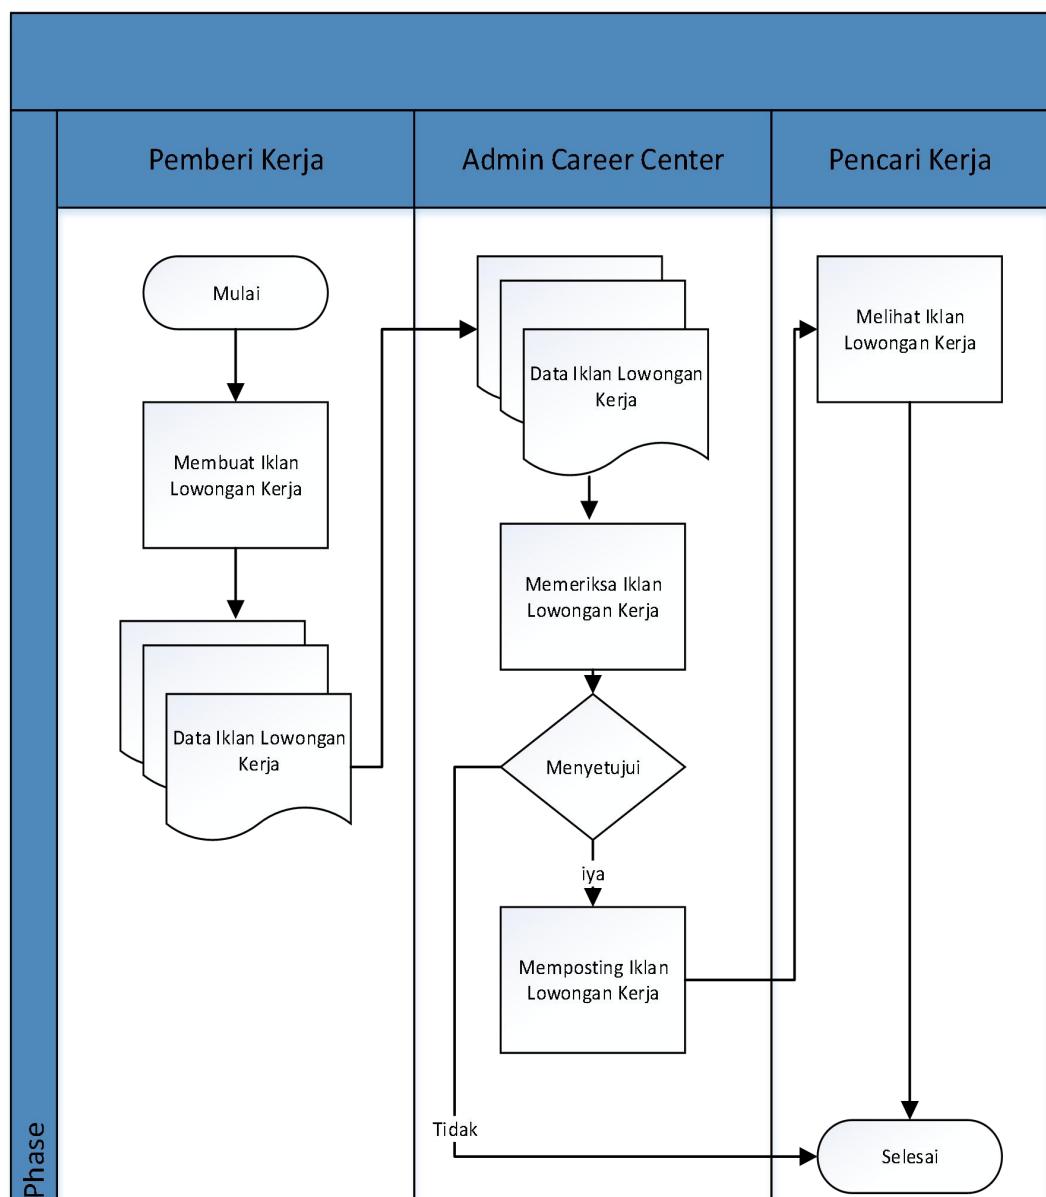 Pemberi Kerja
Admin Career Center
Pencari Kerja
Mulai
Membuat Iklan
Lowongan Kerja
Data Iklan Lowongan
Kerja
Data Iklan Lowongan
Kerja
Memeriksa Iklan
Lowongan Kerja
Menyetujui
iya
Memposting Iklan
Lowongan Kerja
Tidak
Melihat Iklan
Lowongan Kerja
Selesai
Phase